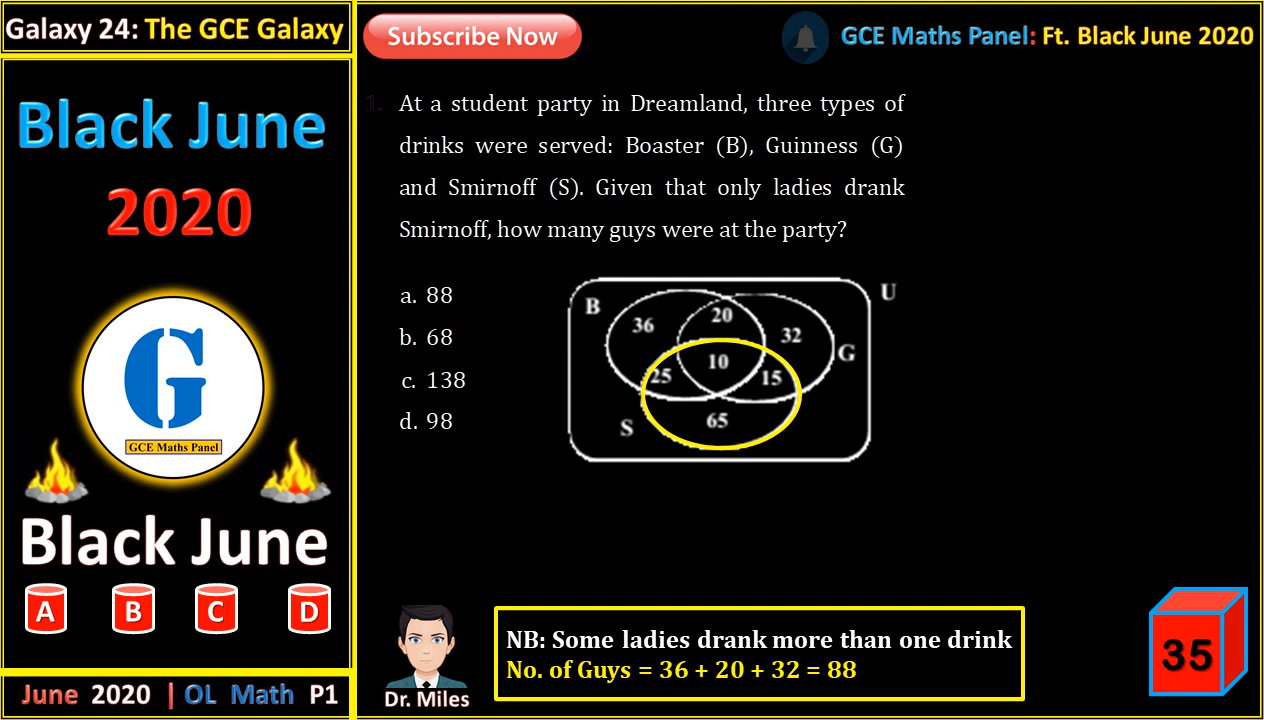 Galaxy 24: The GCE Galaxy
Subscribe Now
GCE Maths Panel: Ft. Black June 2020
Black June
2020
G
GCE Maths Panel
Black June
A B C D
June 2020 | OL Math P1
1. At a student party in Dreamland, three types of
drinks were served: Boaster (B), Guinness (G)
and Smirnoff (S). Given that only ladies drank
Smirnoff, how many guys were at the party?
a. 88
b. 68
c. 138
d. 98
U
B
36
20
32
G
10
25
15
S
65
NB: Some ladies drank more than one drink
No. of Guys = 36 + 20 + 32 = 88
Dr. Miles
35